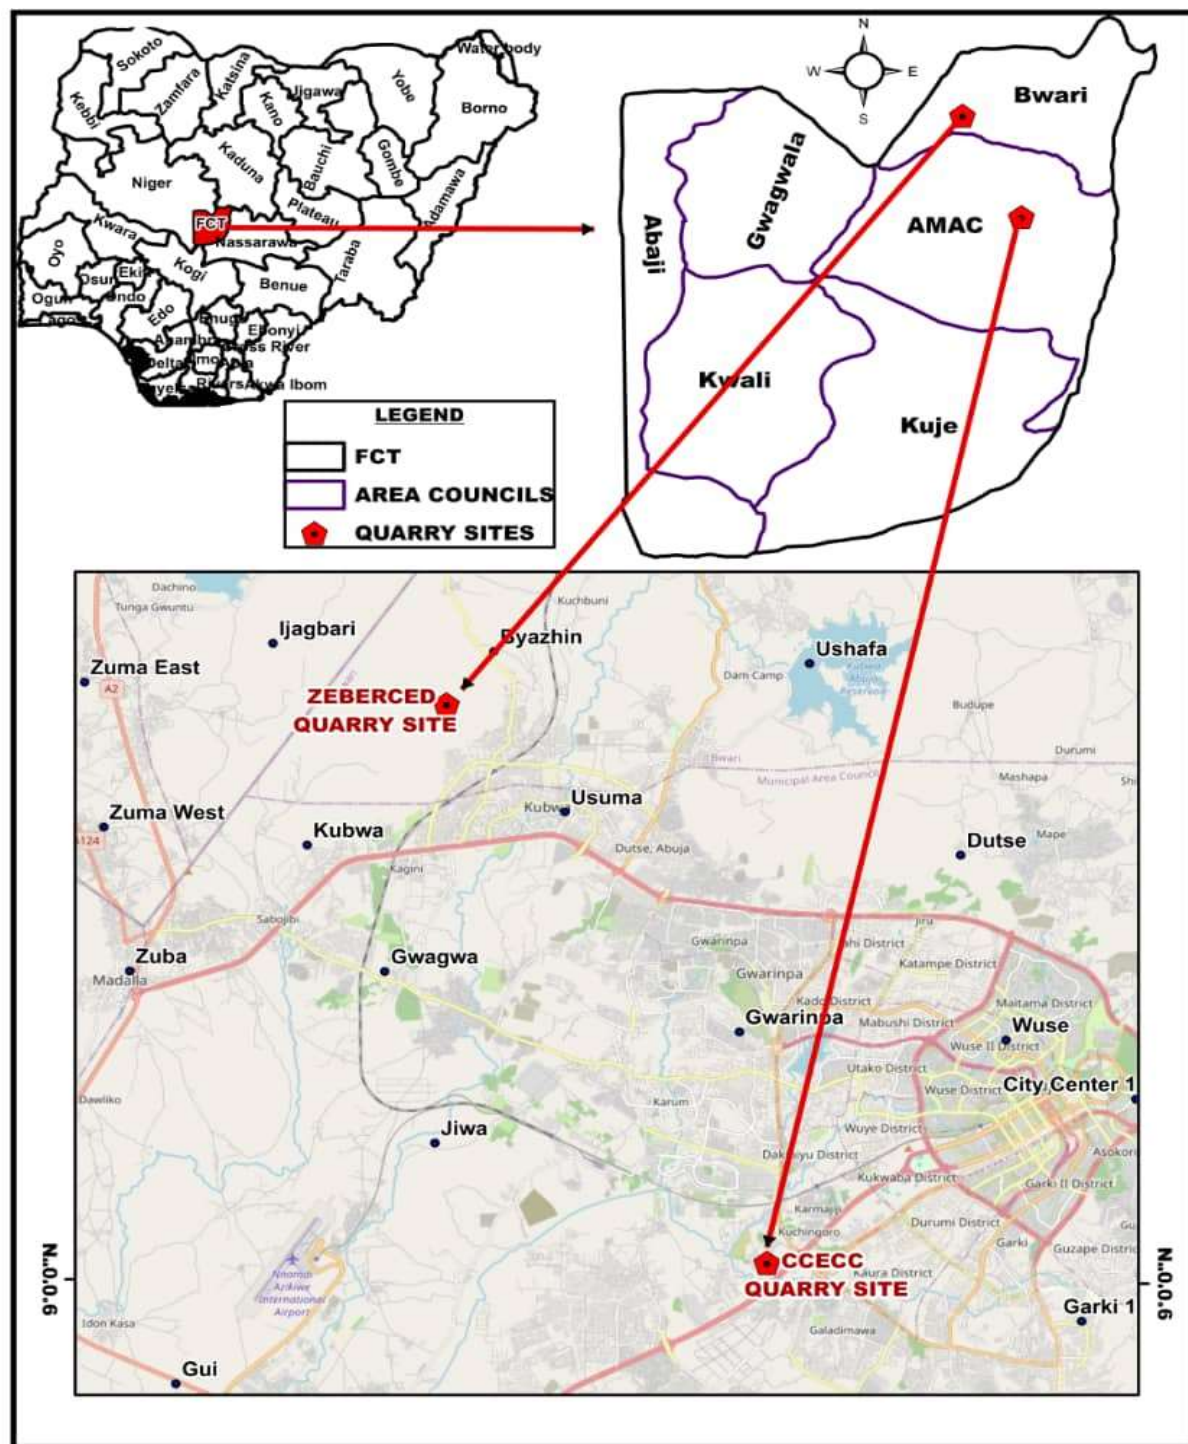 Sokoto
Kebbi
Zamfara
Katsina
Kano
Jigawa
Yobe
Water body
Borno
Niger
Kaduna
Bauchi
Gombe
Adamawa
FCT
Plateau
Nassarawa
Kwara
Oyo
Kogi
Taraba
Benue
Osun
Ekiti
Ogun
Ondo
Edo
Ebonyi
Delta
Rivers
Akwa Ibom
N
W
E
S
Bwari
Gwagwala
AMAC
Abaji
Kwali
Kuje
LEGEND
FCT
AREA COUNCILS
QUARRY SITES
Dachino
Tunga Gwuntu
Kuchbuni
Ijagbari
Byazhin
Ushafa
Zuma East
A2
Dam Camp
ZEBERCED
QUARRY SITE
Budupe
Durumi
Bwari
Municipal Area Council
Mashapa
Zuma West
Usuma
Kubwa
Kubwa
A124
Dutse, Abuja
Dutse
Mape
Kagini
Sabojibi
Jiru
Gwarinpa
Zuba
Madalla
Gwagwa
Gwarinpa
Katampe District
Kado District
Maitama District
Gwarinpa
Mabushi District
Wuse
Wuse II District
Utako District
City Center 1
Wuse District
Dawliko
Karum
Jiwa
Wuye District
Asokoro
Kukwaba District
Garki II District
Karmajiji
Kuchingoro
Durumi District
Garki
Guzape District
CCECC
QUARRY SITE
Kaura District
Nnamdi
Azikiwe
International
Airport
9°0'0"N
9°0'0"N
Idon Kasa
Galadimawa
Garki 1
Gui